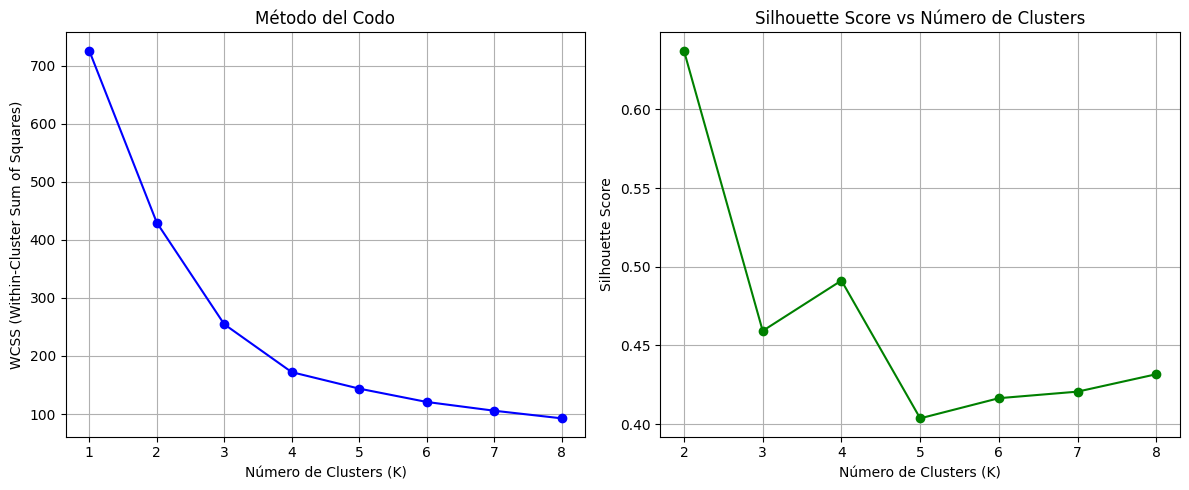 Método del Codo
WCSS (Within-Cluster Sum of Squares)
700
600
500
400
300
200
100
1 2 3 4 5 6 7 8
Número de Clusters (K)
Silhouette Score vs Número de Clusters
Silhouette Score
0.60
0.55
0.50
0.45
0.40
2 3 4 5 6 7 8
Número de Clusters (K)